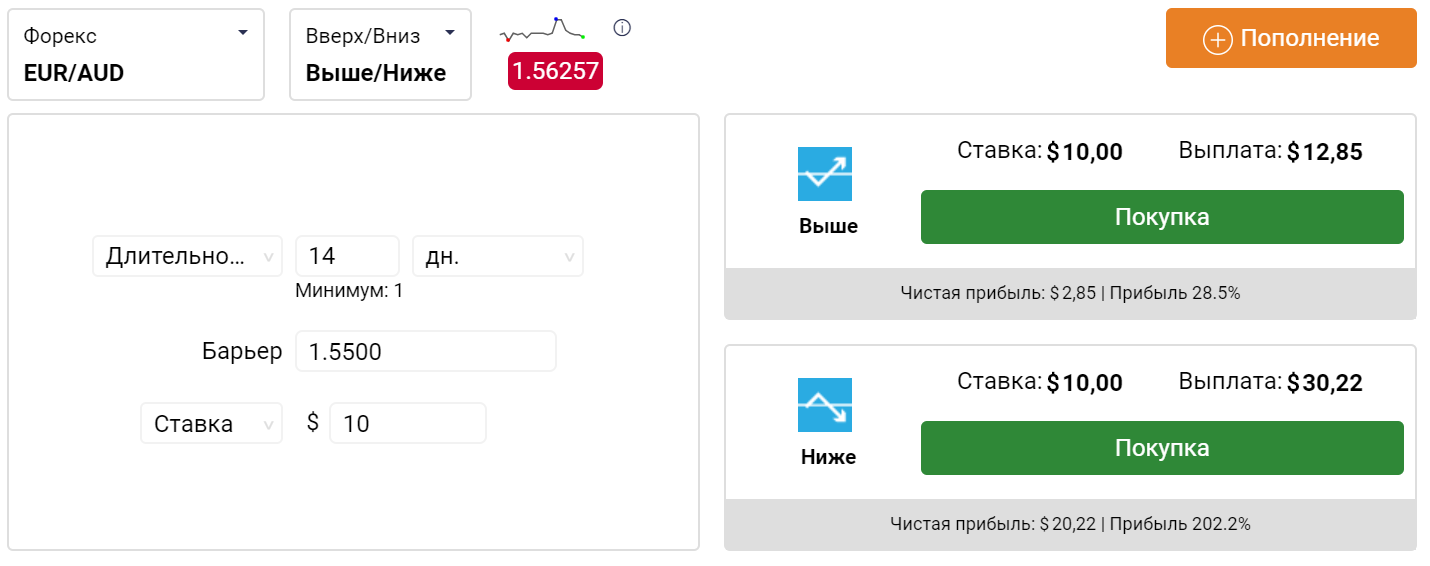 Форекс
EUR/AUD
Вверх/Вниз
Выше/Ниже
1.56257
Пополнение
Длительно...
14
дн.
Минимум: 1
Барьер
1.5500
Ставка
$
10
Ставка: $10,00 Выплата: $12,85
Выше
Покупка
Чистая прибыль: $2,85 | Прибыль 28.5%
Ставка: $10,00 Выплата: $30,22
Ниже
Покупка
Чистая прибыль: $20,22 | Прибыль 202.2%